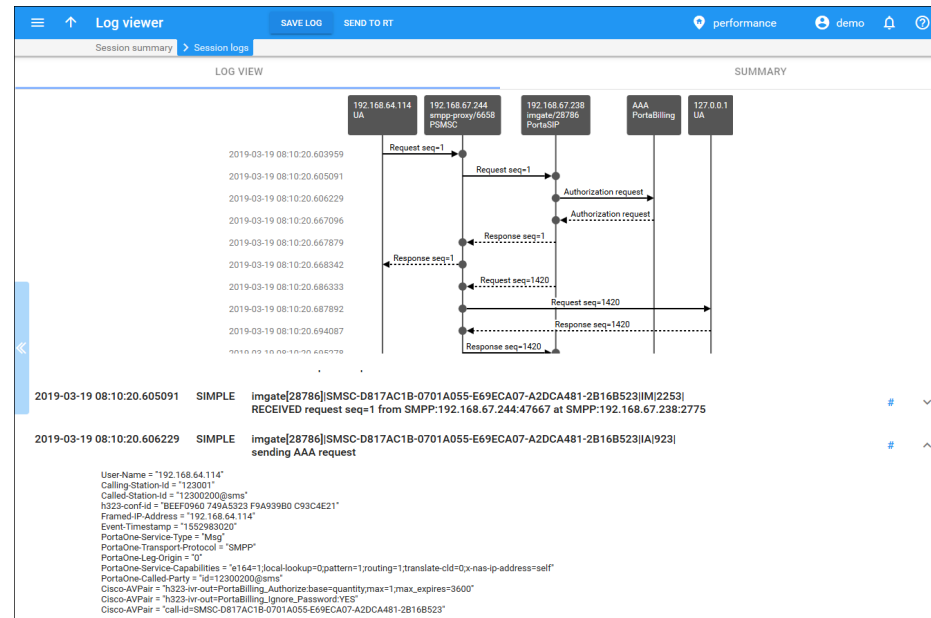 Log viewer SAVE LOG SEND TO RT performance demo
Session summary Session logs
LOG VIEW SUMMARY
192.168.64.114
UA
192.168.67.244
smpp-proxy/6658
PSMSC
192.168.67.238
imgate/28786
PortaSIP
AAA
PortaBilling
127.0.0.1
UA
2019-03-19 08:10:20.603959 Request seq=1
2019-03-19 08:10:20.605091 Request seq=1
2019-03-19 08:10:20.606229 Authorization request
2019-03-19 08:10:20.667096 Authorization request
2019-03-19 08:10:20.667879 Response seq=1
2019-03-19 08:10:20.668342 Response seq=1
2019-03-19 08:10:20.686333 Request seq=1420
2019-03-19 08:10:20.687892 Request seq=1420
2019-03-19 08:10:20.694087 Response seq=1420
2019-03-19 08:10:20.695278 Response seq=1420
2019-03-19 08:10:20.605091 SIMPLE imgate[28786]|SMSC-D817AC1B-0701A055-E69ECA07-A2DCA481-2B16B523|IM|2253| #
RECEIVED request seq=1 from SMPP:192.168.67.244:47667 at SMPP:192.168.67.238:2775
2019-03-19 08:10:20.606229 SIMPLE imgate[28786]|SMSC-D817AC1B-0701A055-E69ECA07-A2DCA481-2B16B523|IA|923| #
sending AAA request
User-Name = "192.168.64.114"
Calling-Station-Id = "123001"
Called-Station-Id = "12300200@sms"
h323-conf-id = "BEEF0960 749A5323 F9A939B0 C93C4E21"
Framed-IP-Address = "192.168.64.114"
Event-Timestamp = "1552983020"
PortaOne-Service-Type = "Msg"
PortaOne-Transport-Protocol = "SMPP"
PortaOne-Leg-Origin = "0"
PortaOne-Service-Capabilities = "e164=1;local-lookup=0;pattern=1;routing=1;translate-cld=0;x-nas-ip-address=self"
PortaOne-Called-Party = "id=12300200@sms"
Cisco-AVPair = "h323-ivr-out=PortaBilling_Authorize:base=quantity;max=1;max_expires=3600"
Cisco-AVPair = "h323-ivr-out=PortaBilling_Ignore_Password:YES"
Cisco-AVPair = "call-id=SMSC-D817AC1B-0701A055-E69ECA07-A2DCA481-2B16B523"